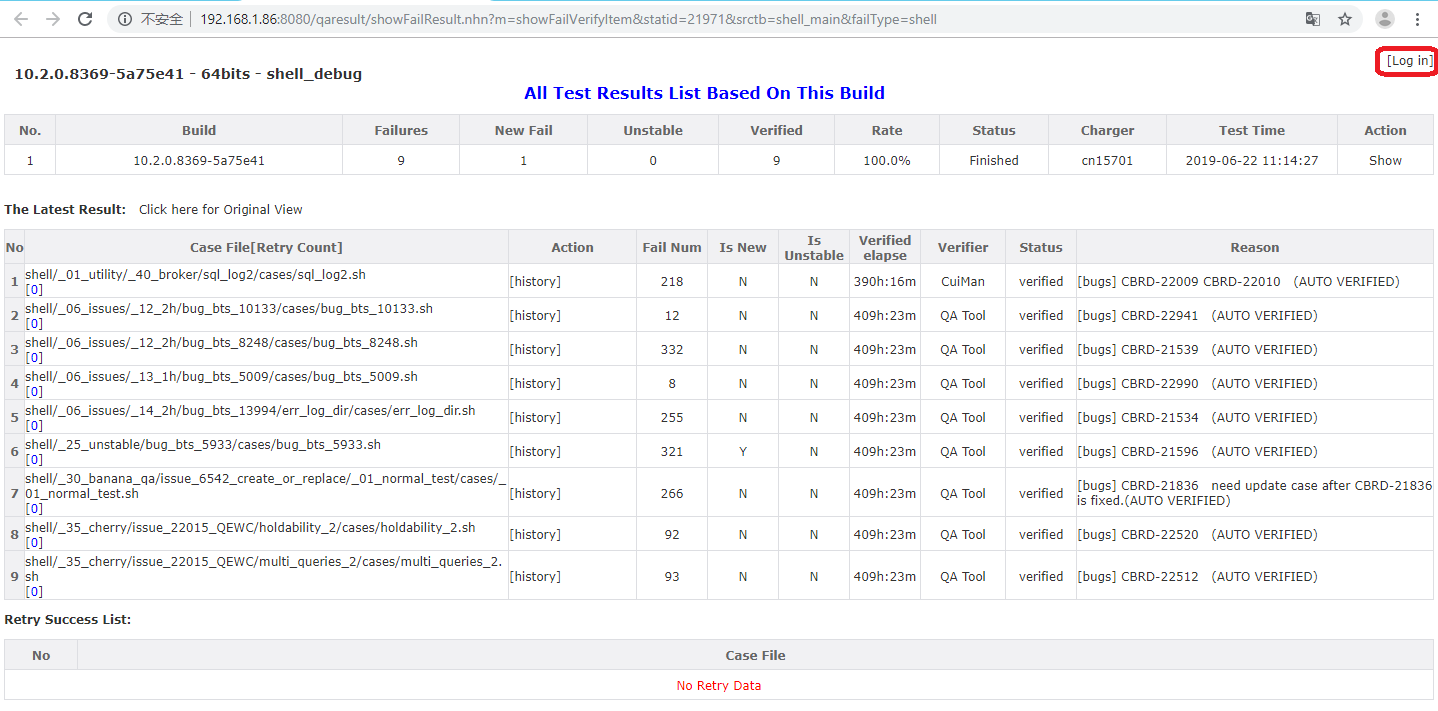 不安全 192.168.1.86:8080/qaresult/showFailResult.nhn?m=showFailVerifyItem&statid=21971&srctb=shell_main&failType=shell
[Log in]
10.2.0.8369-5a75e41 - 64bits - shell_debug
All Test Results List Based On This Build
No. Build Failures New Fail Unstable Verified Rate Status Charger Test Time Action
1 10.2.0.8369-5a75e41 9 1 0 9 100.0% Finished cn15701 2019-06-22 11:14:27 Show
The Latest Result: Click here for Original View
No Case File[Retry Count] Action Fail Num Is New Is Unstable Verified elapse Verifier Status Reason
1 shell/_01_utility/_40_broker/sql_log2/cases/sql_log2.sh
[0] [history] 218 N N 390h:16m CuiMan verified [bugs] CBRD-22009 CBRD-22010 (AUTO VERIFIED)
2 shell/_06_issues/_12_2h/bug_bts_10133/cases/bug_bts_10133.sh
[0] [history] 12 N N 409h:23m QA Tool verified [bugs] CBRD-22941 (AUTO VERIFIED)
3 shell/_06_issues/_12_2h/bug_bts_8248/cases/bug_bts_8248.sh
[0] [history] 332 N N 409h:23m QA Tool verified [bugs] CBRD-21539 (AUTO VERIFIED)
4 shell/_06_issues/_13_1h/bug_bts_5009/cases/bug_bts_5009.sh
[0] [history] 8 N N 409h:23m QA Tool verified [bugs] CBRD-22990 (AUTO VERIFIED)
5 shell/_06_issues/_14_2h/bug_bts_13994/err_log_dir/cases/err_log_dir.sh
[0] [history] 255 N N 409h:23m QA Tool verified [bugs] CBRD-21534 (AUTO VERIFIED)
6 shell/_25_unstable/bug_bts_5933/cases/bug_bts_5933.sh
[0] [history] 321 Y N 409h:23m QA Tool verified [bugs] CBRD-21596 (AUTO VERIFIED)
7 shell/_30_banana_qa/issue_6542_create_or_replace/_01_normal_test/cases/_
01_normal_test.sh
[0] [history] 266 N N 409h:23m QA Tool verified [bugs] CBRD-21836 need update case after CBRD-21836
is fixed.(AUTO VERIFIED)
8 shell/_35_cherry/issue_22015_QEWC/holdability_2/cases/holdability_2.sh
[0] [history] 92 N N 409h:23m QA Tool verified [bugs] CBRD-22520 (AUTO VERIFIED)
9 shell/_35_cherry/issue_22015_QEWC/multi_queries_2/cases/multi_queries_2.
sh
[0] [history] 93 N N 409h:23m QA Tool verified [bugs] CBRD-22512 (AUTO VERIFIED)
Retry Success List:
No Case File
No Retry Data